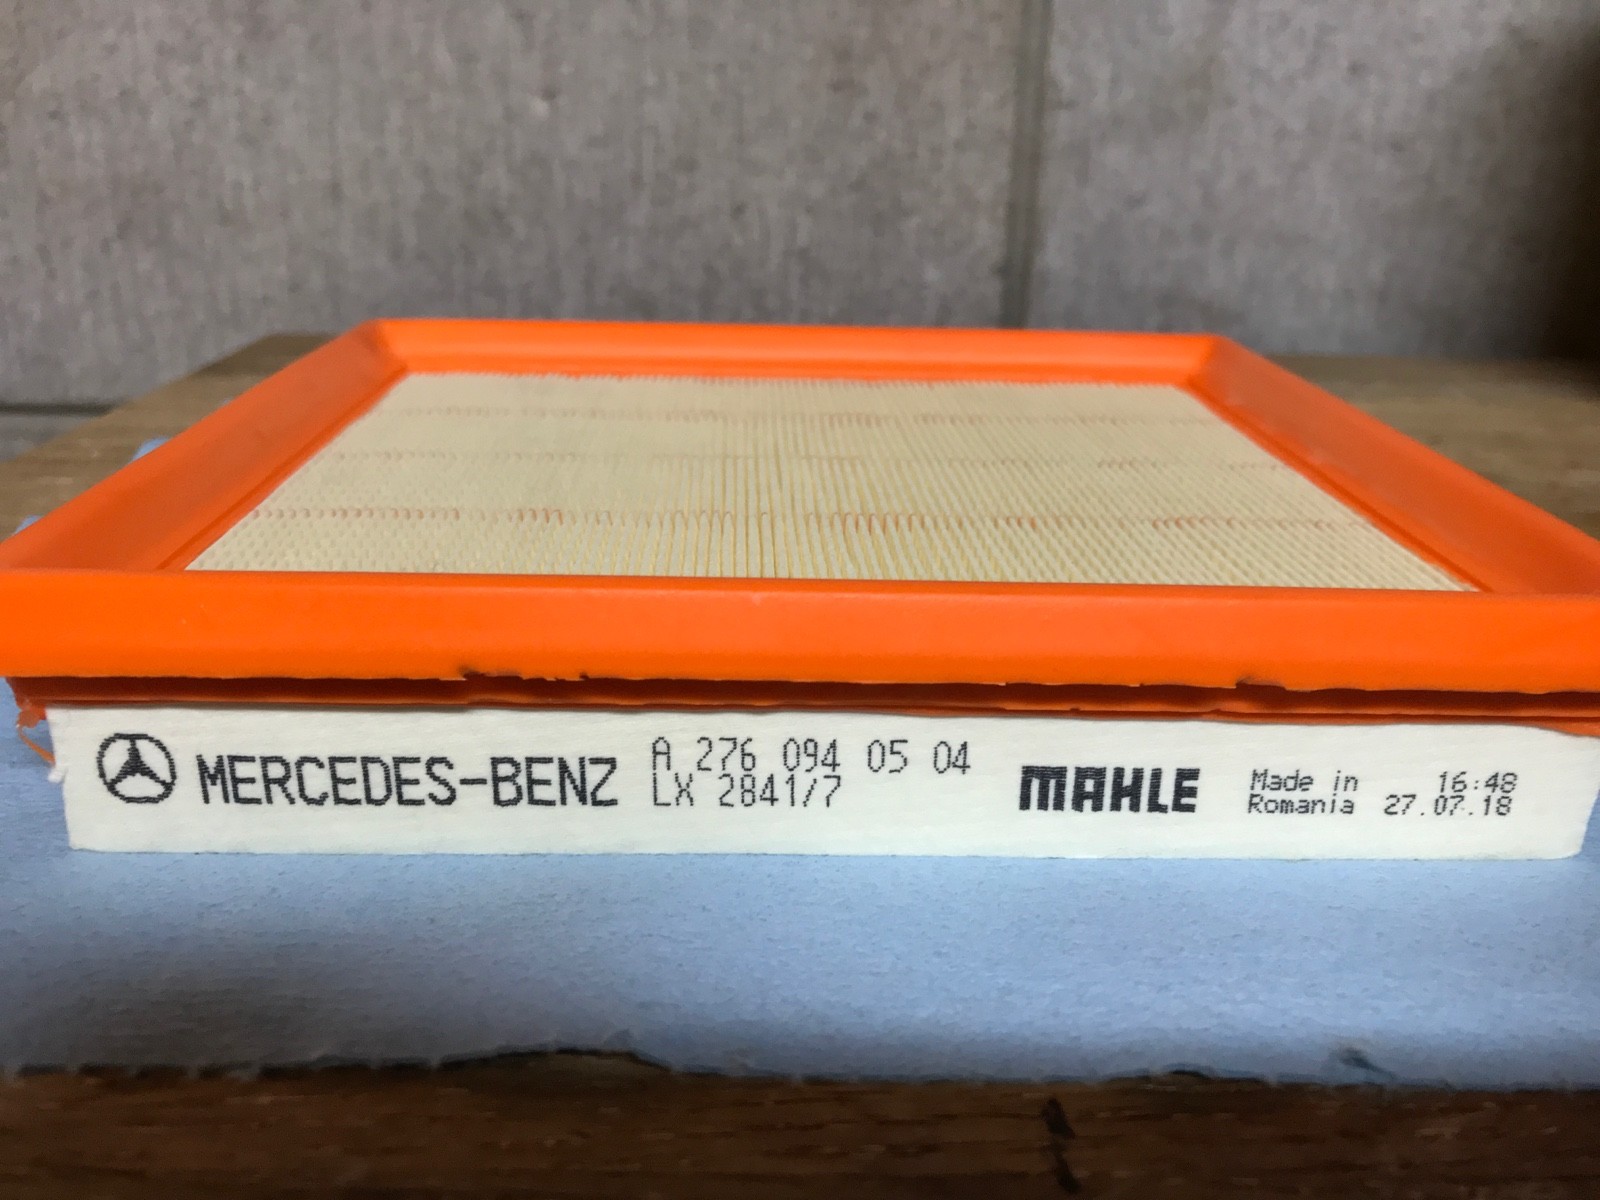 MERCEDES-BENZ
A 276 094 05 04
LX 2841/7
MAHLE
Made in 16:48
Romania 27.07.18